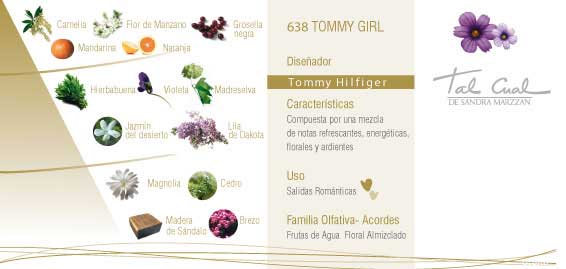 Camelia
Flor de Manzano
Grosella
negra
Mandarina
Naranja
Hierbabuena
Violeta
Madreselva
Jazmín
del desierto
Lila
de Dakota
Magnolia
Cedro
Madera
de Sándalo
Brezo
638 TOMMY GIRL
Diseñador
Tommy Hilfiger
Características
Compuesta por una mezcla
de notas refrescantes, energéticas,
florales y ardientes
Uso
Salidas Románticas
Familia Olfativa- Acordes
Frutas de Agua Floral Almizclado
Tal Cual
DE SANDRA MARZZAN